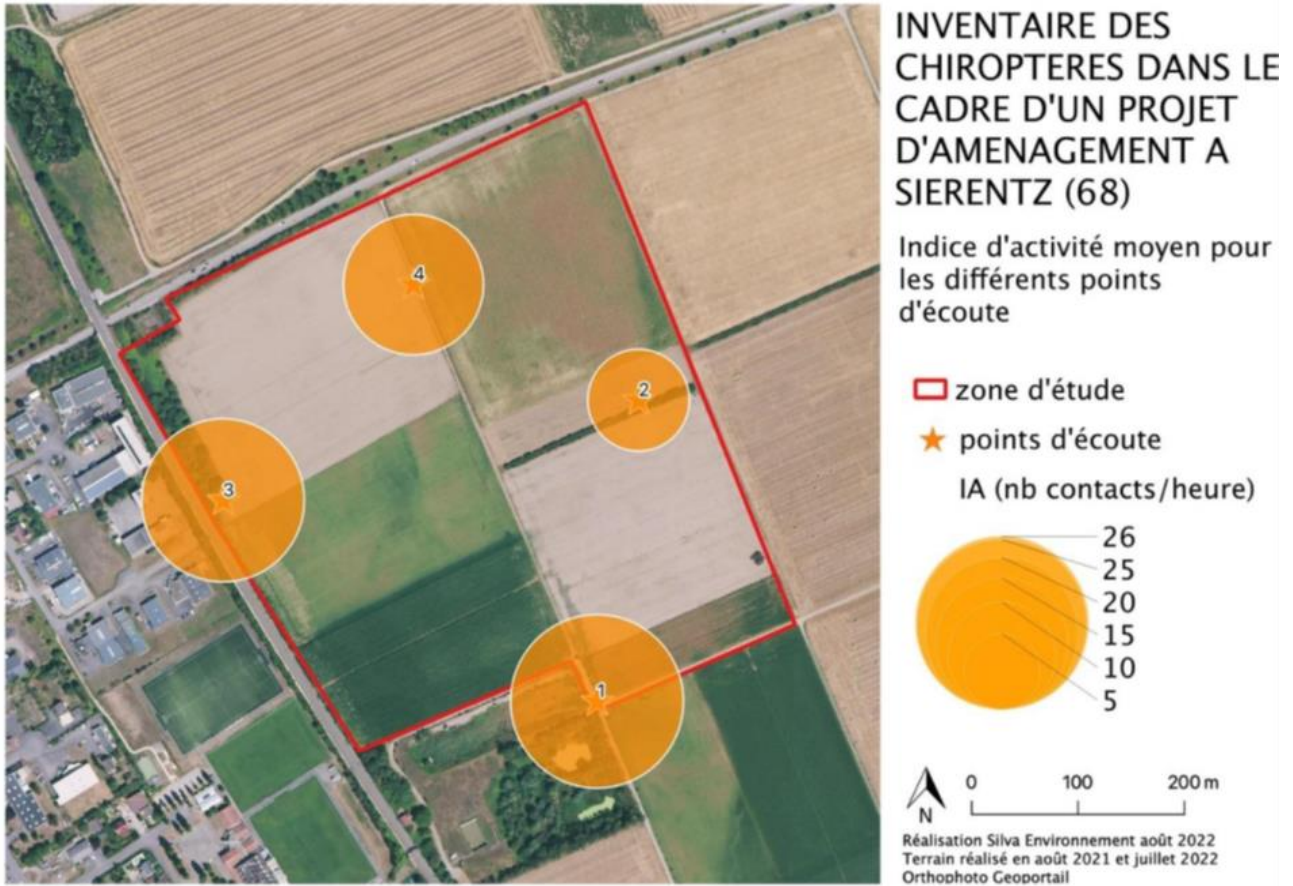 INVENTAIRE DES
CHIROPTERES DANS LE
CADRE D'UN PROJET
D'AMENAGEMENT A
SIERENTZ (68)
Indice d'activité moyen pour
les différents points
d'écoute
zone d'étude
points d'écoute
IA (nb contacts/heure)
26
25
20
15
10
5
N
0 100 200 m
Réalisation Silva Environnement août 2022
Terrain réalisé en août 2021 et juillet 2022
Orthophoto Geoportail
4
2
3
1